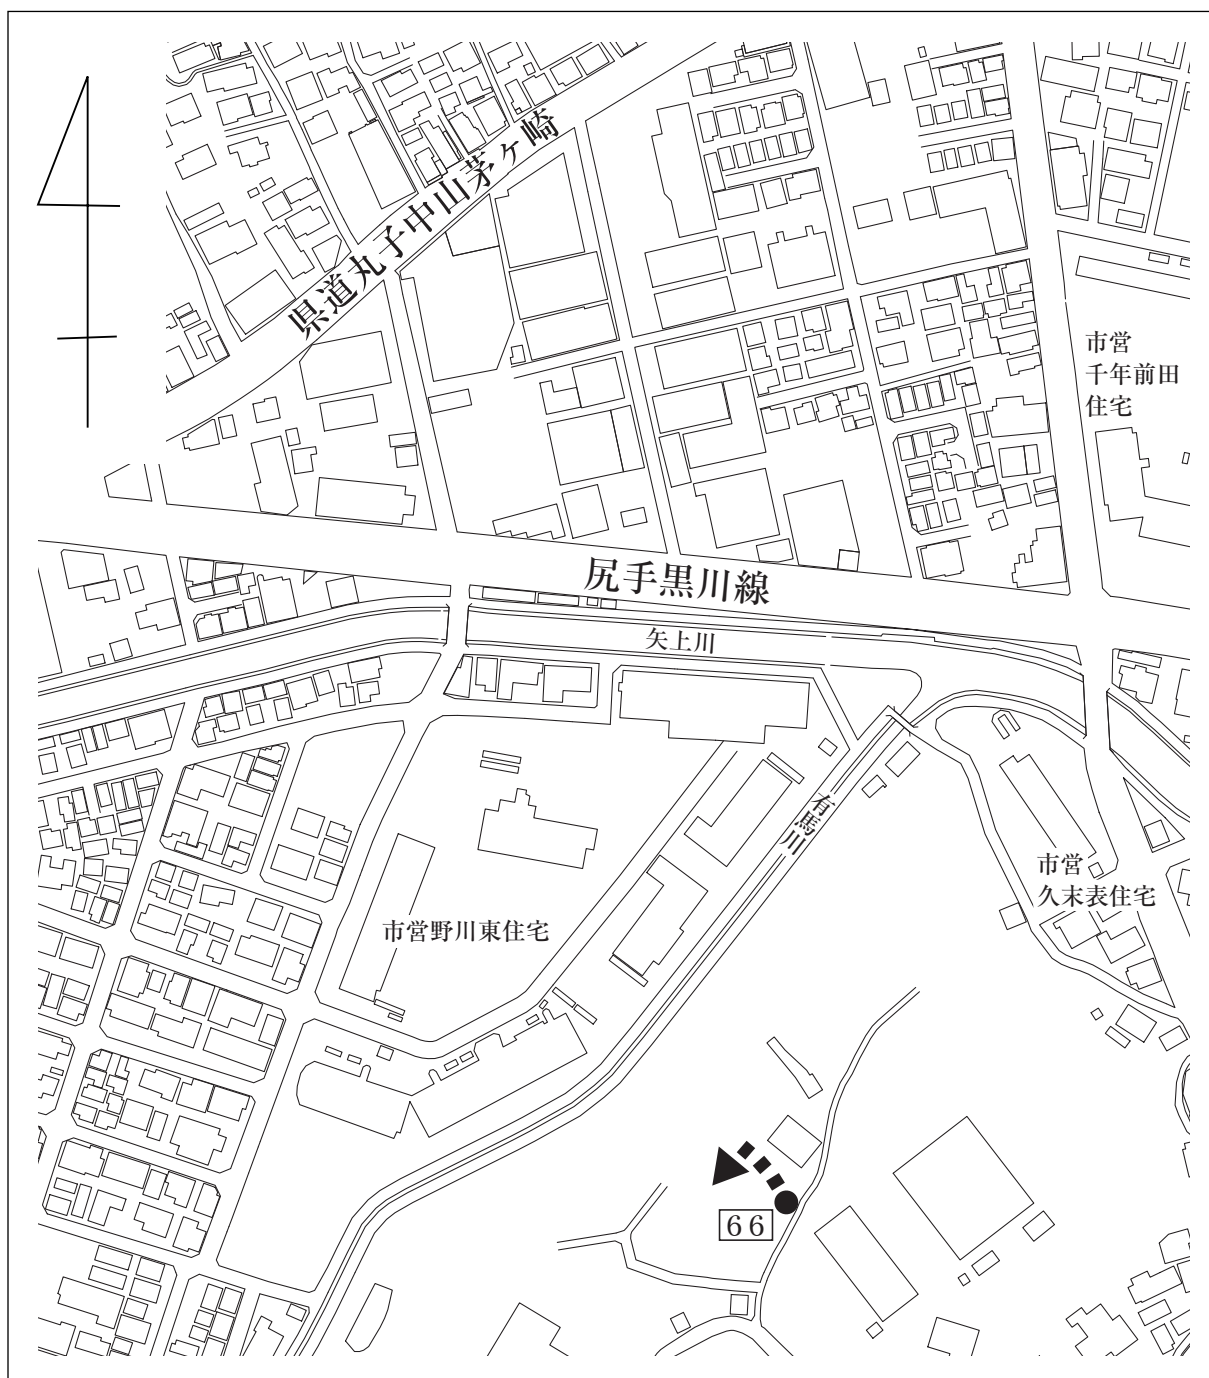 県道丸子中山茅ヶ崎
市営
千年前田
住宅
尻手黒川線
矢上川
有馬川
市営
久末表住宅
市営野川東住宅
66